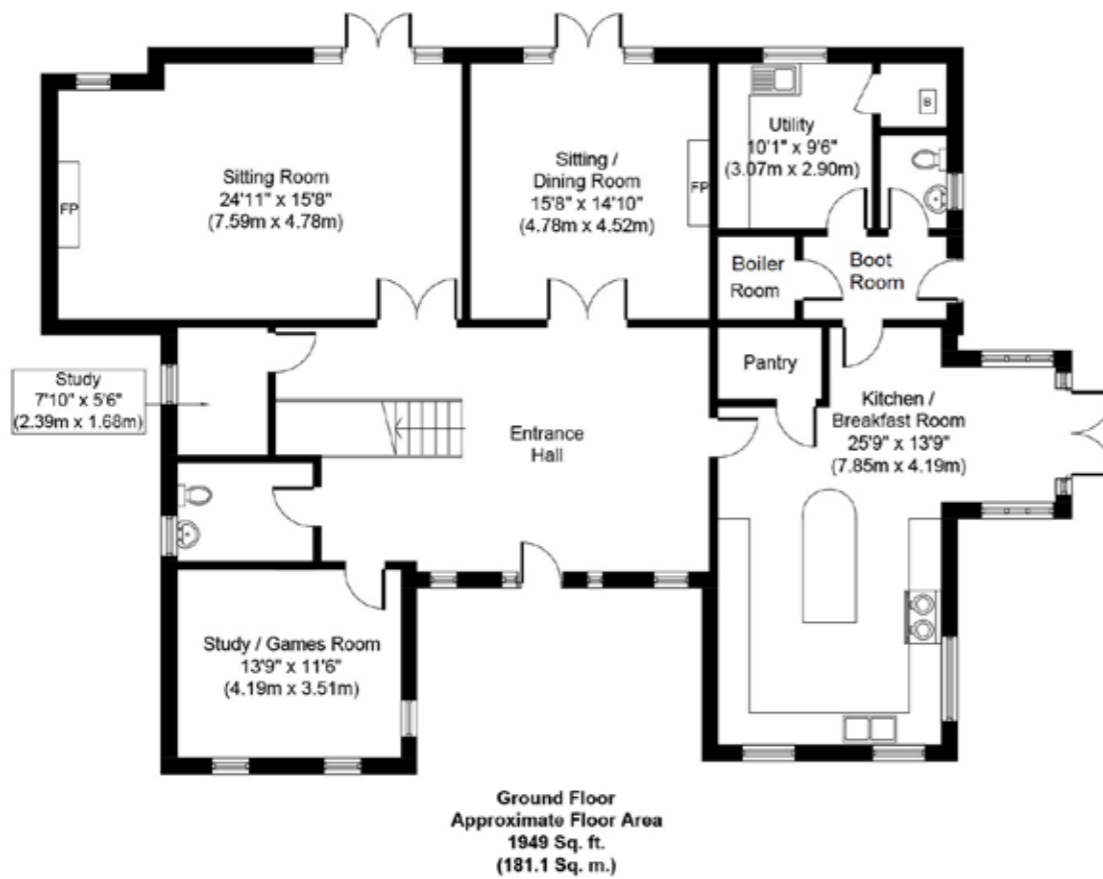 Sitting Room
24'11" x 15'8"
(7.59m x 4.78m)
FP
Sitting /
Dining Room
15'8" x 14'10"
(4.78m x 4.52m)
FP
Utility
10'1" x 9'6"
(3.07m x 2.90m)
B
Boiler
Room
Boot
Room
Study
7'10" x 5'6"
(2.39m x 1.68m)
Pantry
Kitchen /
Breakfast Room
25'9" x 13'9"
(7.85m x 4.19m)
Entrance
Hall
Study / Games Room
13'9" x 11'6"
(4.19m x 3.51m)
Ground Floor
Approximate Floor Area
1949 Sq. ft.
(181.1 Sq. m.)